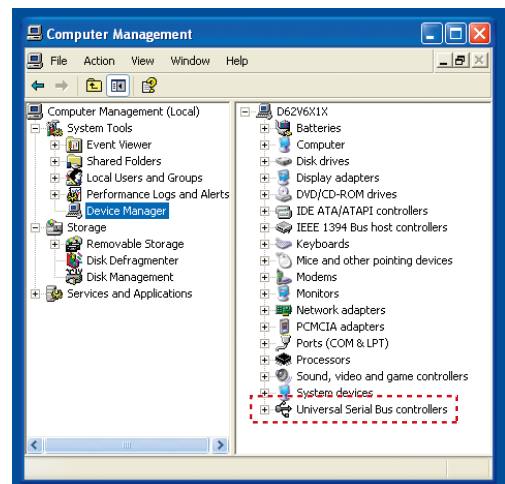 Computer Management
File Action View Window Help
Computer Management (Local)
System Tools
Event Viewer
Shared Folders
Local Users and Groups
Performance Logs and Alerts
Device Manager
Storage
Removable Storage
Disk Defragmenter
Disk Management
Services and Applications
D62V6X1X
Batteries
Computer
Disk drives
Display adapters
DVD/CD-ROM drives
IDE ATA/ATAPI controllers
IEEE 1394 Bus host controllers
Keyboards
Mice and other pointing devices
Modems
Monitors
Network adapters
PCMCIA adapters
Ports (COM & LPT)
Processors
Sound, video and game controllers
System devices
Universal Serial Bus controllers